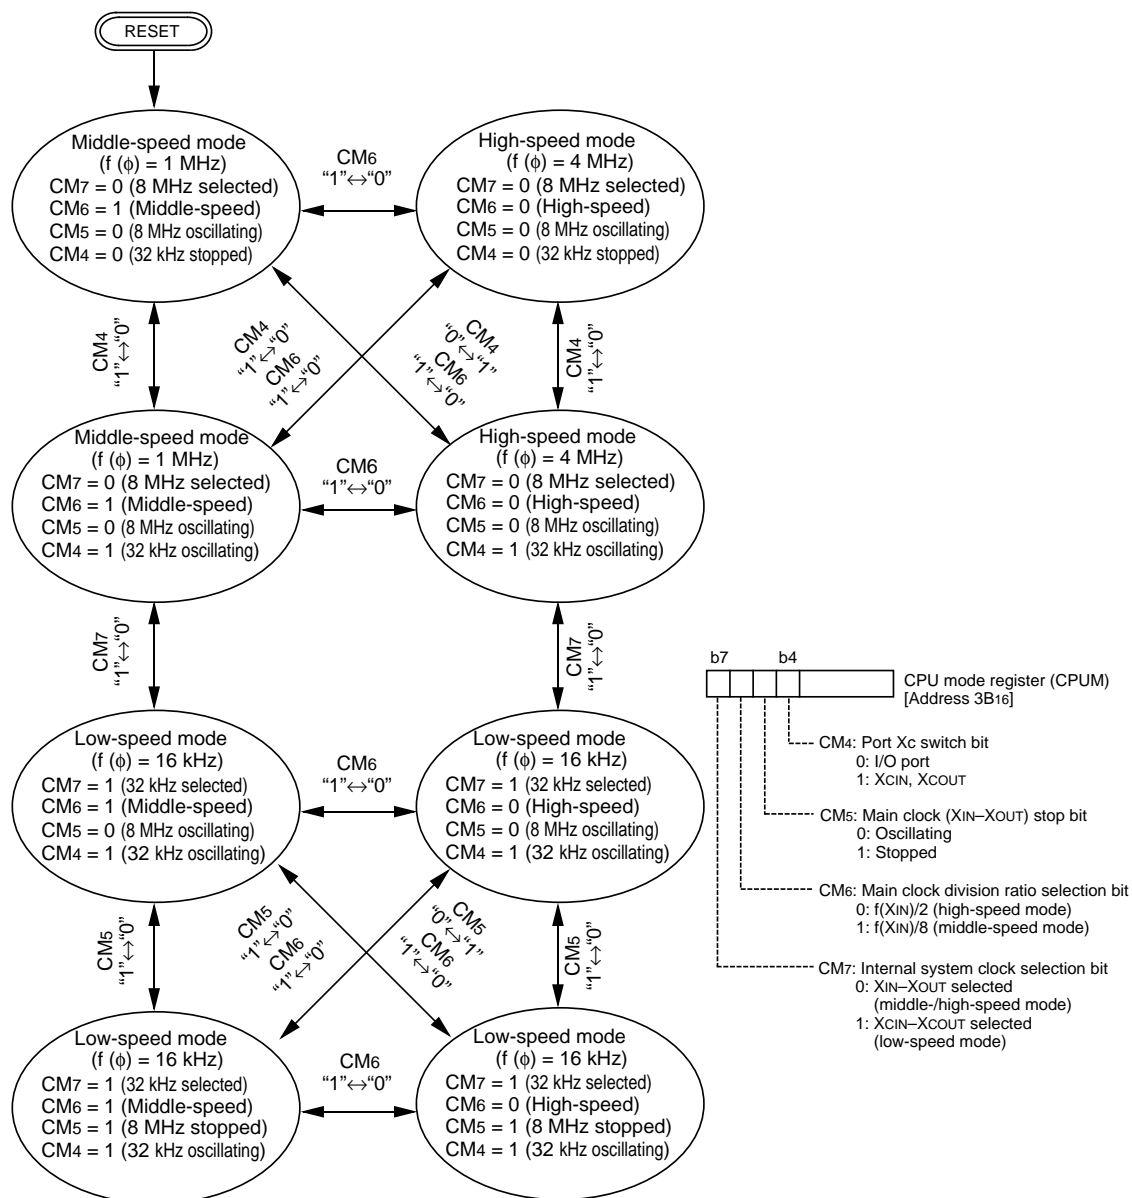 RESET
Middle-speed mode
(f (ϕ) = 1 MHz)
CM7 = 0 (8 MHz selected)
CM6 = 1 (Middle-speed)
CM5 = 0 (8 MHz oscillating)
CM4 = 0 (32 kHz stopped)
CM6
“1”↔“0”
High-speed mode
(f (ϕ) = 4 MHz)
CM7 = 0 (8 MHz selected)
CM6 = 0 (High-speed)
CM5 = 0 (8 MHz oscillating)
CM4 = 0 (32 kHz stopped)
CM4
“1”↔“0”
CM4
“1”↔“0”
CM6
“1”↔“0”
CM4
“0”↔“1”
CM6
“1”↔“0”
CM4
“1”↔“0”
Middle-speed mode
(f (ϕ) = 1 MHz)
CM7 = 0 (8 MHz selected)
CM6 = 1 (Middle-speed)
CM5 = 0 (8 MHz oscillating)
CM4 = 1 (32 kHz oscillating)
CM6
“1”↔“0”
High-speed mode
(f (ϕ) = 4 MHz)
CM7 = 0 (8 MHz selected)
CM6 = 0 (High-speed)
CM5 = 0 (8 MHz oscillating)
CM4 = 1 (32 kHz oscillating)
CM7
“1”↔“0”
CM7
“1”↔“0”
Low-speed mode
(f (ϕ) = 16 kHz)
CM7 = 1 (32 kHz selected)
CM6 = 1 (Middle-speed)
CM5 = 0 (8 MHz oscillating)
CM4 = 1 (32 kHz oscillating)
CM6
“1”↔“0”
Low-speed mode
(f (ϕ) = 16 kHz)
CM7 = 1 (32 kHz selected)
CM6 = 0 (High-speed)
CM5 = 0 (8 MHz oscillating)
CM4 = 1 (32 kHz oscillating)
CM5
“1”↔“0”
CM5
“1”↔“0”
CM6
“1”↔“0”
CM5
“0”↔“1”
CM6
“1”↔“0”
CM5
“1”↔“0”
Low-speed mode
(f (ϕ) = 16 kHz)
CM7 = 1 (32 kHz selected)
CM6 = 1 (Middle-speed)
CM5 = 1 (8 MHz stopped)
CM4 = 1 (32 kHz oscillating)
CM6
“1”↔“0”
Low-speed mode
(f (ϕ) = 16 kHz)
CM7 = 1 (32 kHz selected)
CM6 = 0 (High-speed)
CM5 = 1 (8 MHz stopped)
CM4 = 1 (32 kHz oscillating)
b7 b4
CPU mode register (CPUM)
[Address 3B16]
CM4: Port Xc switch bit
0: I/O port
1: XCIN, XCOUT
CM5: Main clock (XIN–XOUT) stop bit
0: Oscillating
1: Stopped
CM6: Main clock division ratio selection bit
0: f(XIN)/2 (high-speed mode)
1: f(XIN)/8 (middle-speed mode)
CM7: Internal system clock selection bit
0: XIN–XOUT selected
(middle-/high-speed mode)
1: XCIN–XCOUT selected
(low-speed mode)